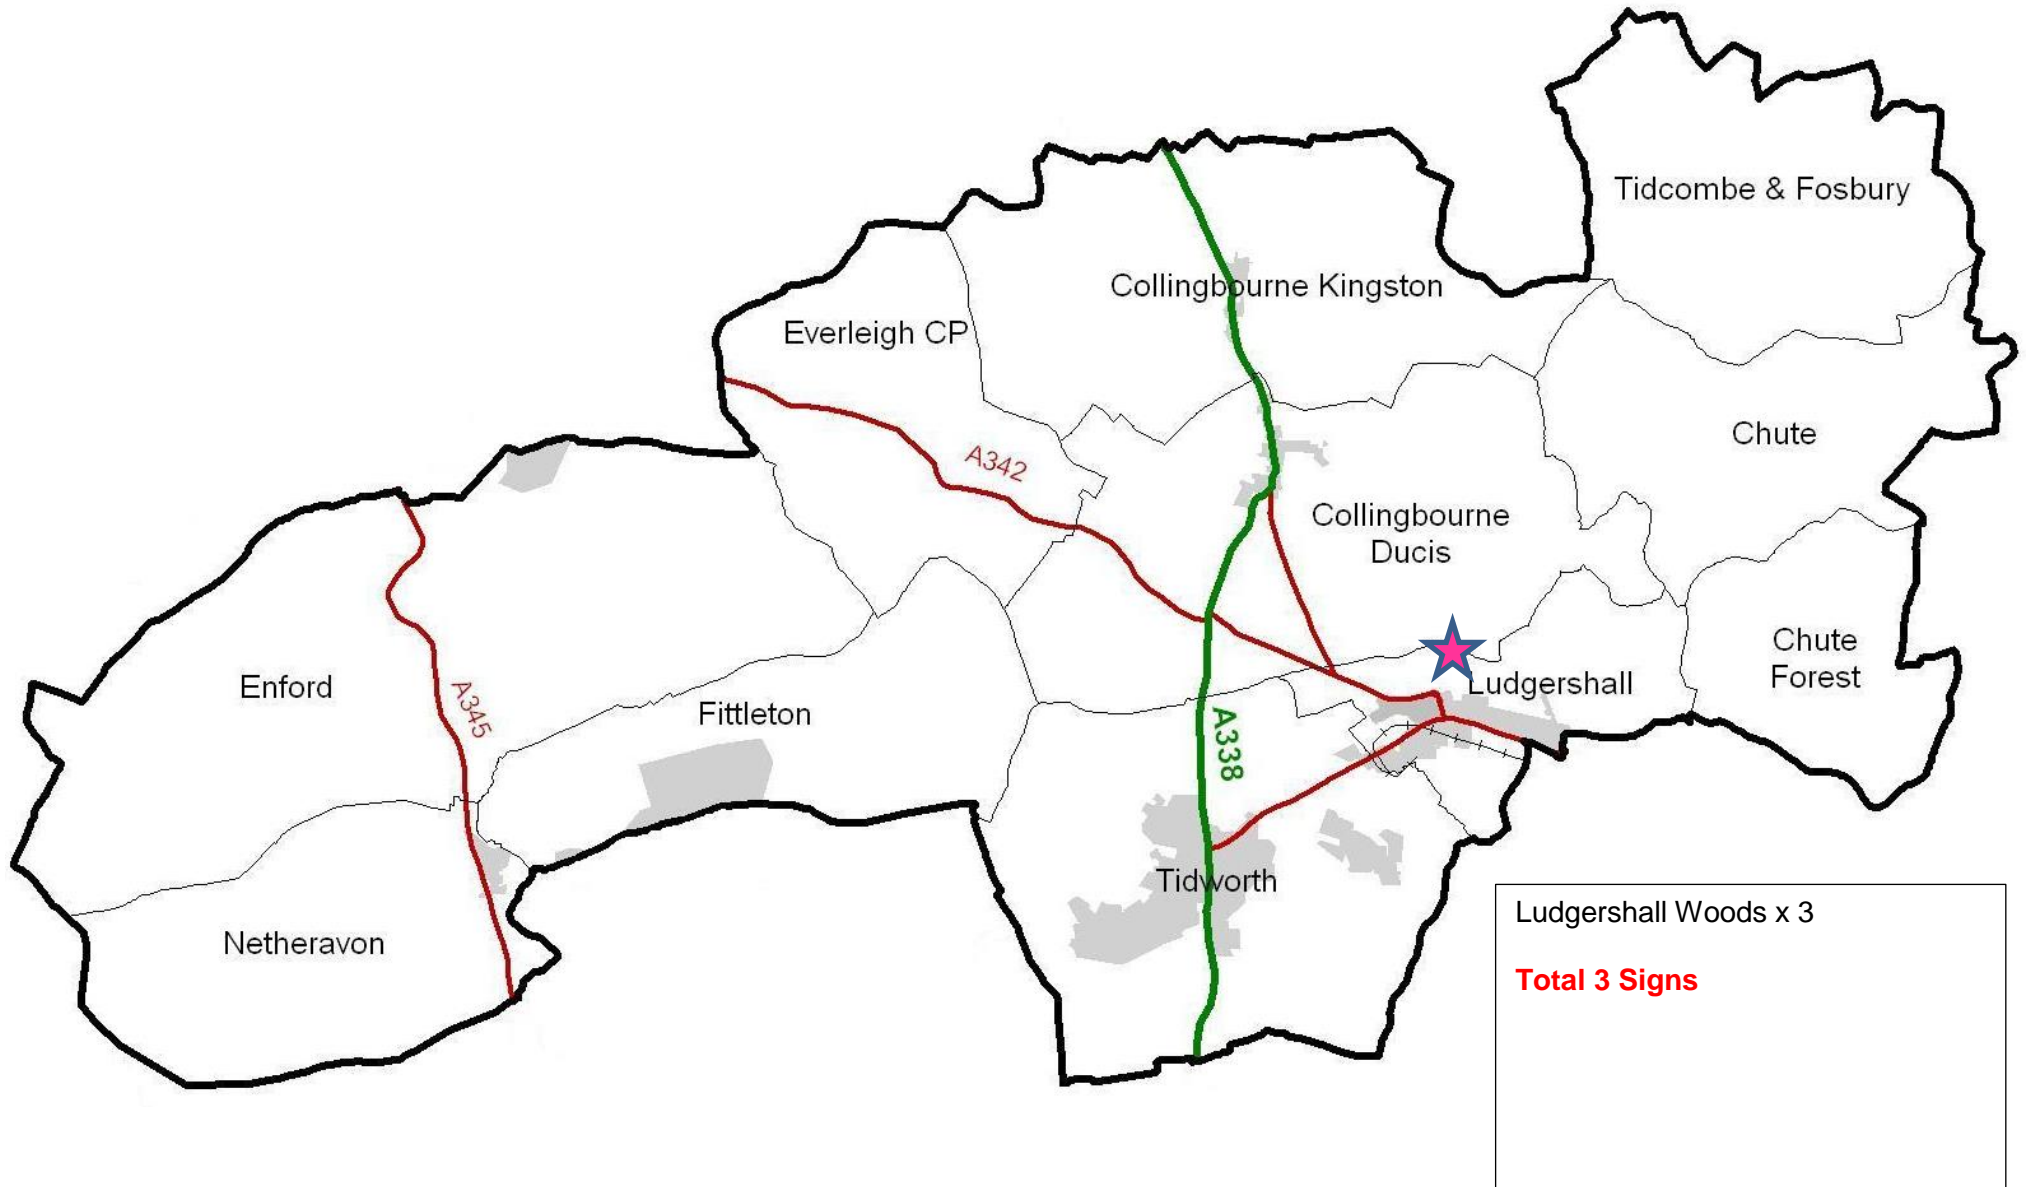 Tidcombe & Fosbury
Collingbourne Kingston
Everleigh CP
Chute
A342
Collingbourne
Ducis
Chute
Forest
Enford
A345
Fittleton
Ludgershall
A338
Tidworth
Netheravon
Ludgershall Woods x 3
Total 3 Signs